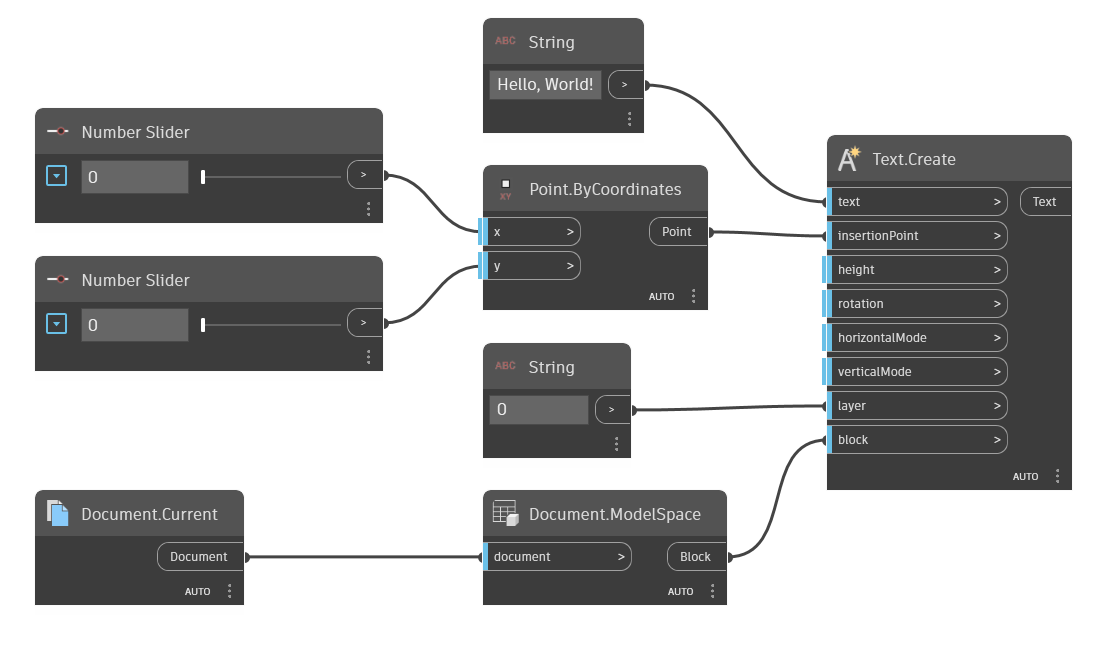 ABC String
Hello, World! >
Number Slider
0 >
Number Slider
0 >
XY Point.ByCoordinates
x > Point
y >
AUTO
ABC String
0 >
Document.Current
Document
AUTO
Document.ModelSpace
document > Block
AUTO
A Text.Create
text > Text
insertionPoint >
height >
rotation >
horizontalMode >
verticalMode >
layer >
block >
AUTO